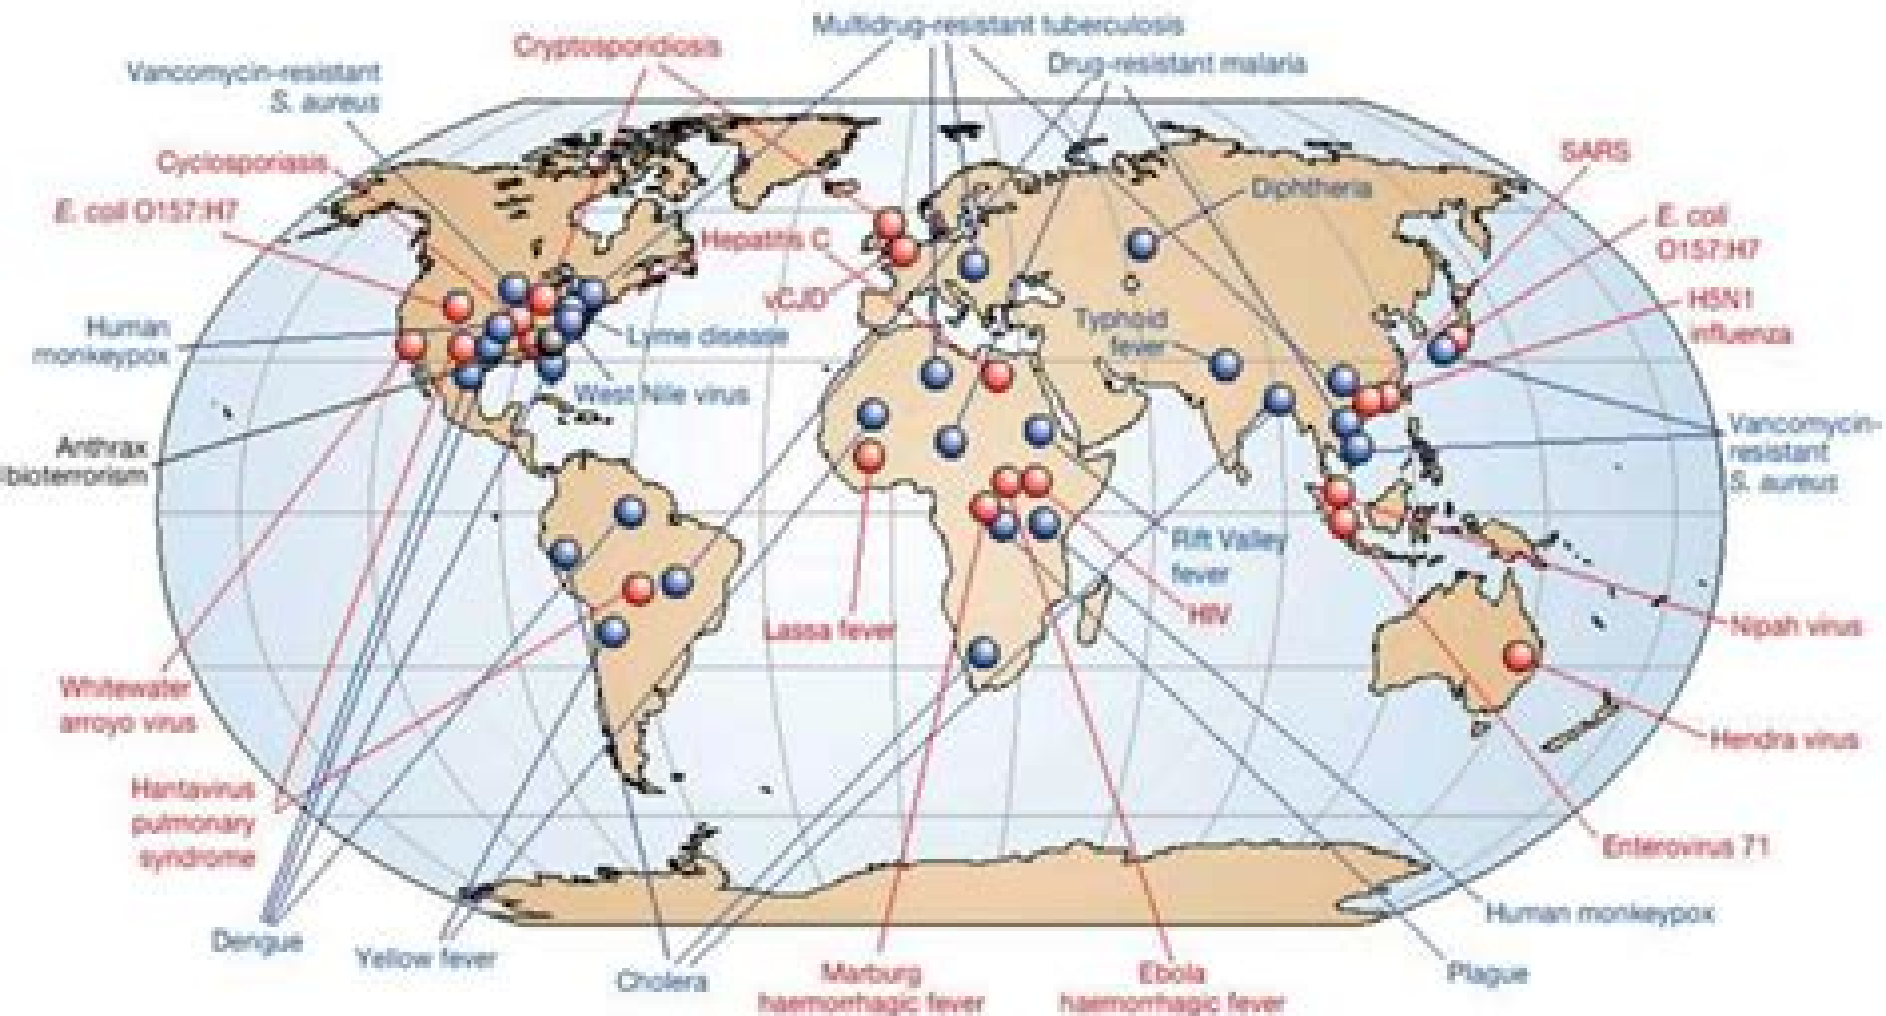 Multidrug-resistant tuberculosis
Cryptosporidiosis
Drug-resistant malaria
Vancomycin-resistant
S. aureus
Cyclosporiasis
SARS
Diphtheria
E. coli O157:H7
E. coli
O157:H7
Hepatitis C
vCJD
H5N1
influenza
Human
monkeypox
Lyme disease
Typhoid
fever
West Nile virus
Anthrax
bioterrorism
Vancomycin-
resistant
S. aureus
Rift Valley
fever
HIV
Lassa fever
Nipah virus
Whitewater
arroyo virus
Hendra virus
Hantavirus
pulmonary
syndrome
Enterovirus 71
Human monkeypox
Dengue
Yellow fever
Cholera
Marburg
haemorrhagic fever
Ebola
haemorrhagic fever
Plague